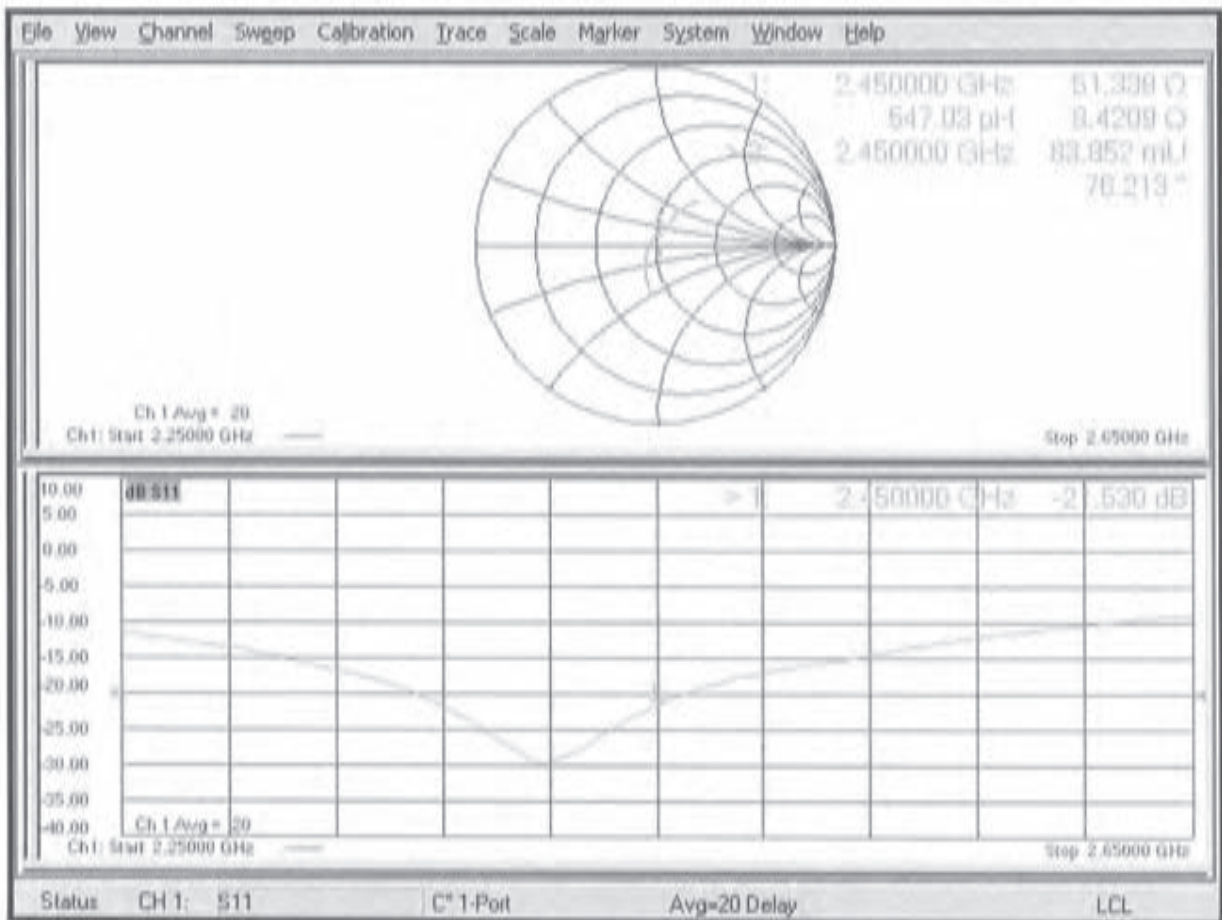 File View Channel Sweep Calibration Trace Scale Marker System Window Help
1: 2.450000 GHz 51.339 Ω
547.03 pH 8.4209 Ω
> 2: 2.450000 GHz 83.852 mU
76.213 °
Ch 1 Avg = 20
Ch1: Start 2.25000 GHz Stop 2.65000 GHz
10.00 dB S11 > 1: 2.450000 GHz -21.530 dB
5.00
0.00
-5.00
-10.00
-15.00
-20.00
-25.00
-30.00
-35.00
-40.00
Ch 1 Avg = 20
Ch1: Start 2.25000 GHz Stop 2.65000 GHz
Status CH 1: S11 C* 1-Port Avg=20 Delay LCL